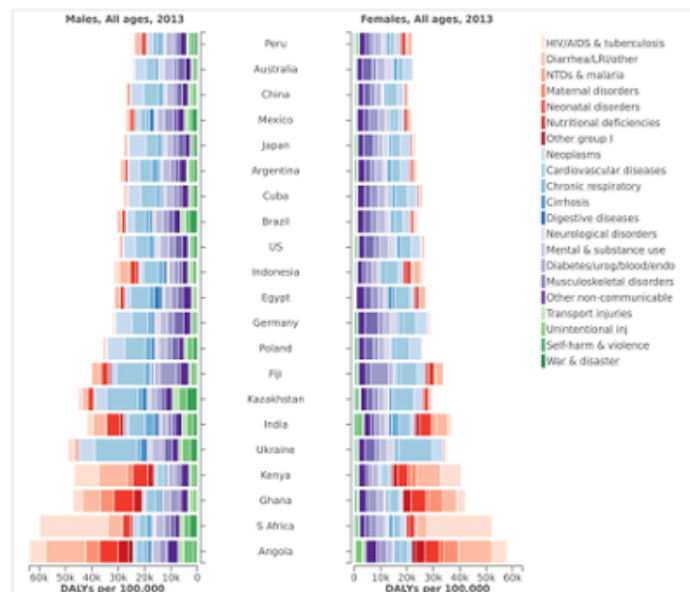 Males, All ages, 2013
Females, All ages, 2013
Peru
Australia
China
Mexico
Japan
Argentina
Cuba
Brazil
US
Indonesia
Egypt
Germany
Poland
Fiji
Kazakhstan
India
Ukraine
Kenya
Ghana
S Africa
Angola
HIV/AIDS & tuberculosis
Diarrhea/LRI/other
NTDs & malaria
Maternal disorders
Neonatal disorders
Nutritional deficiencies
Other group I
Neoplasms
Cardiovascular diseases
Chronic respiratory
Cirrhosis
Digestive diseases
Neurological disorders
Mental & substance use
Diabetes/urog/blood/endo
Musculoskeletal disorders
Other non-communicable
Transport injuries
Unintentional inj
Self-harm & violence
War & disaster
60k 50k 40k 30k 20k 10k 0
0 10k 20k 30k 40k 50k 60k
DALYs per 100,000
DALYs per 100,000